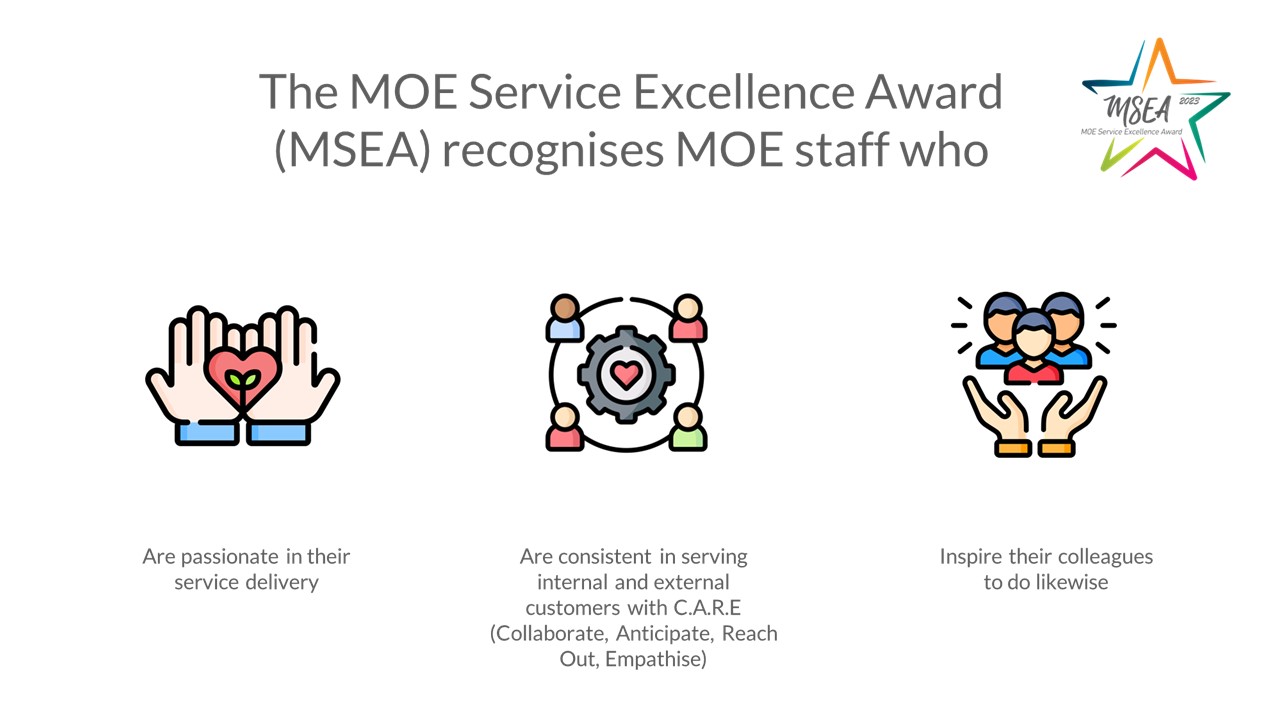 The MOE Service Excellence Award
(MSEA) recognises MOE staff who
MSEA 2023
MOE Service Excellence Award
Are passionate in their
service delivery
Are consistent in serving
internal and external
customers with C.A.R.E
(Collaborate, Anticipate, Reach
Out, Empathise)
Inspire their colleagues
to do likewise